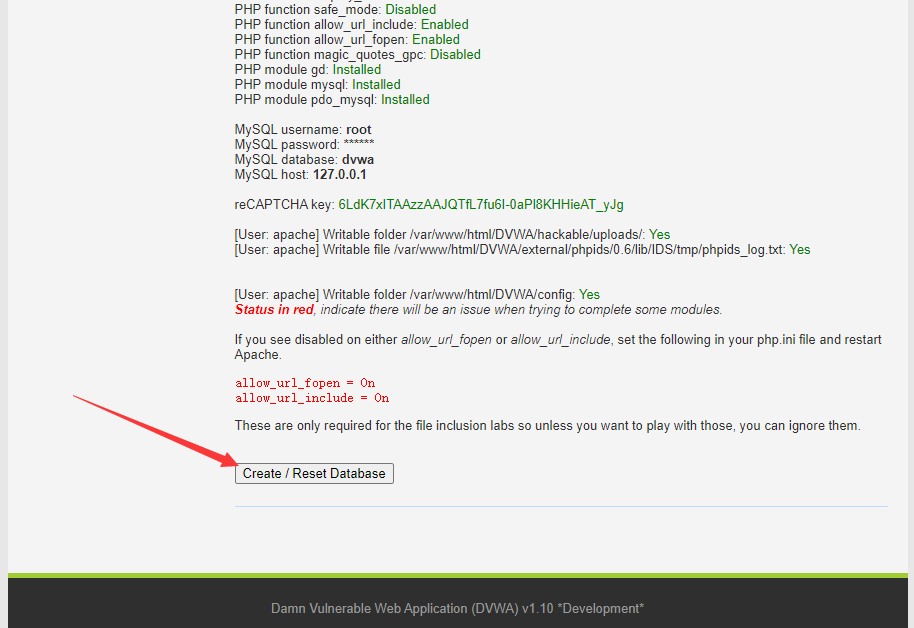 PHP function safe_mode: Disabled
PHP function allow_url_include: Enabled
PHP function allow_url_fopen: Enabled
PHP function magic_quotes_gpc: Disabled
PHP module gd: Installed
PHP module mysql: Installed
PHP module pdo_mysql: Installed
MySQL username: root
MySQL password: ******
MySQL database: dvwa
MySQL host: 127.0.0.1
reCAPTCHA key: 6LdK7xITAAzzAAJQTfL7fu6I-0aPl8KHHieAT_yJg
[User: apache] Writable folder /var/www/html/DVWA/hackable/uploads/: Yes
[User: apache] Writable file /var/www/html/DVWA/external/phpids/0.6/lib/IDS/tmp/phpids_log.txt: Yes
[User: apache] Writable folder /var/www/html/DVWA/config: Yes
Status in red, indicate there will be an issue when trying to complete some modules.
If you see disabled on either allow_url_fopen or allow_url_include, set the following in your php.ini file and restart
Apache.
allow_url_fopen = On
allow_url_include = On
These are only required for the file inclusion labs so unless you want to play with those, you can ignore them.
Create / Reset Database
Damn Vulnerable Web Application (DVWA) v1.10 *Development*